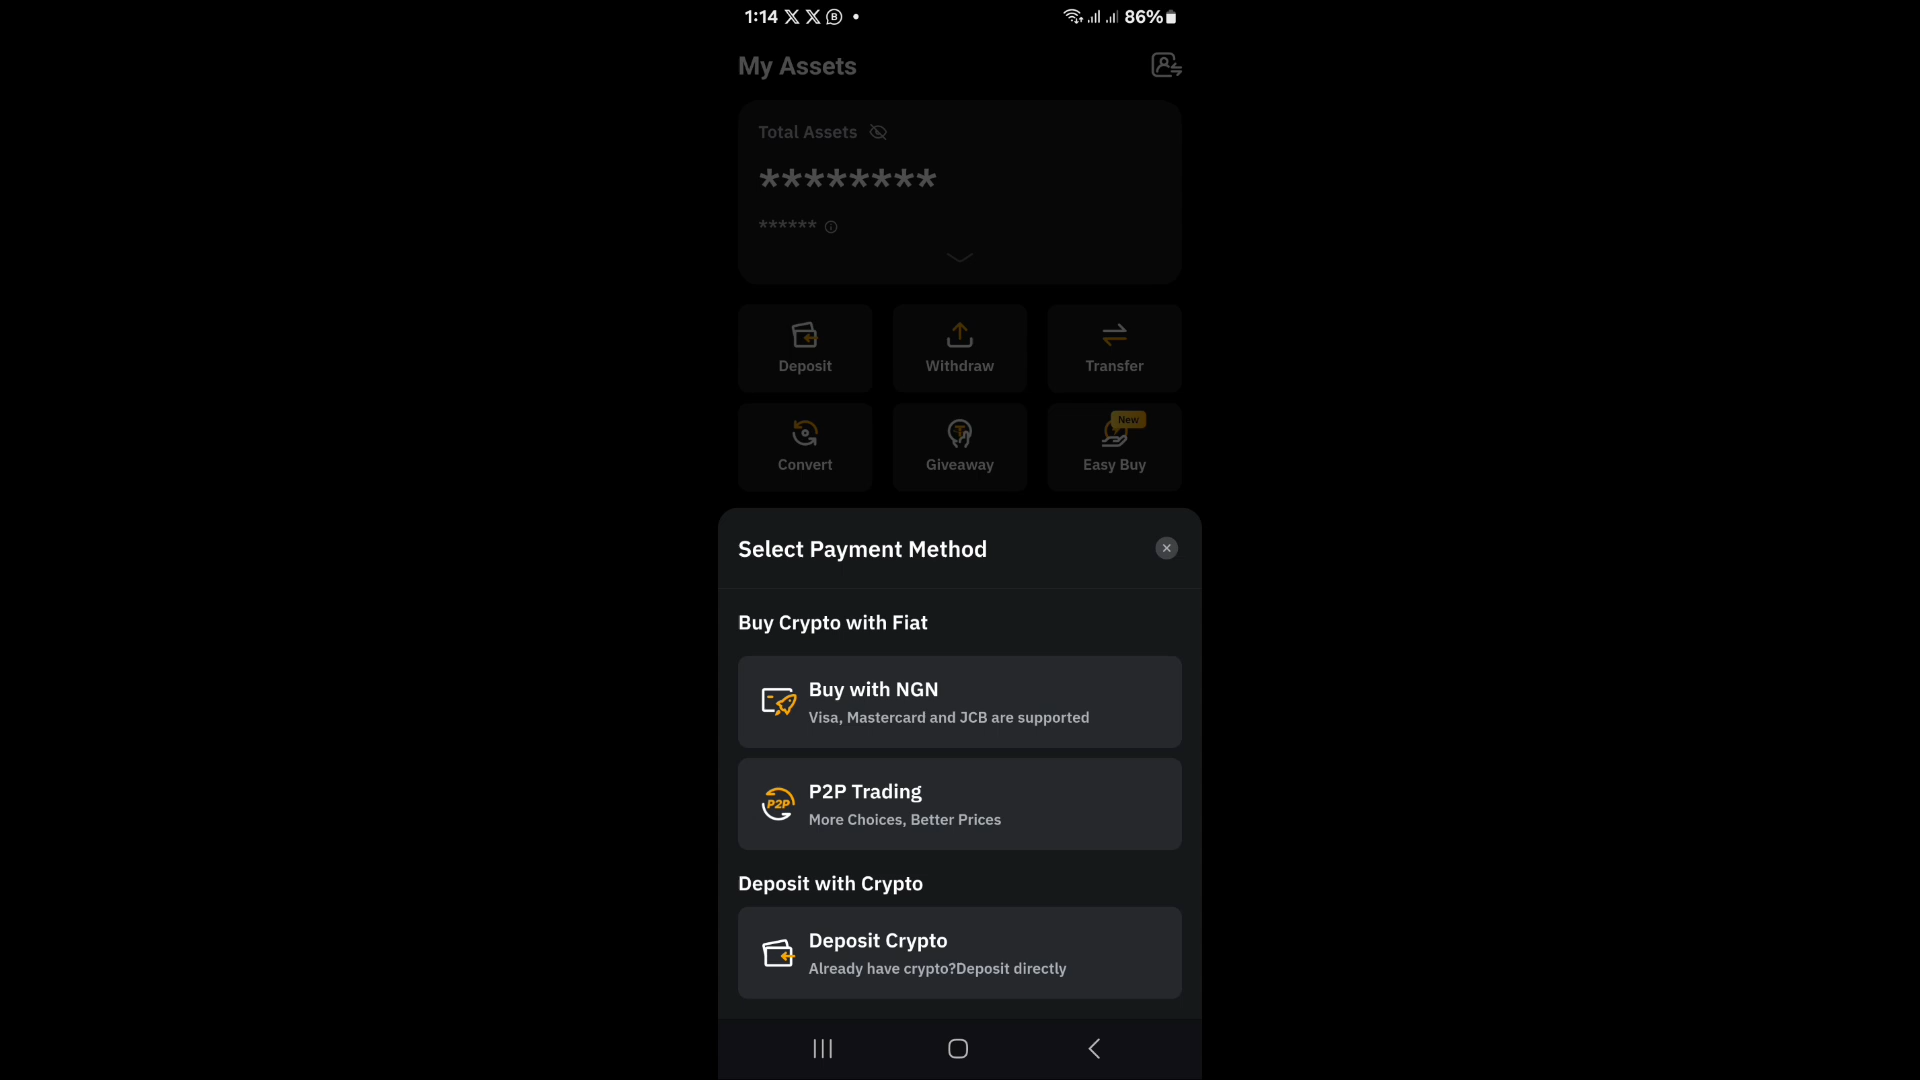 1:14
86%
My Assets
Total Assets
********
******
Deposit
Withdraw
Transfer
Convert
Giveaway
New
Easy Buy
Select Payment Method
Buy Crypto with Fiat
Buy with NGN
Visa, Mastercard and JCB are supported
P2P
P2P Trading
More Choices, Better Prices
Deposit with Crypto
Deposit Crypto
Already have crypto?Deposit directly